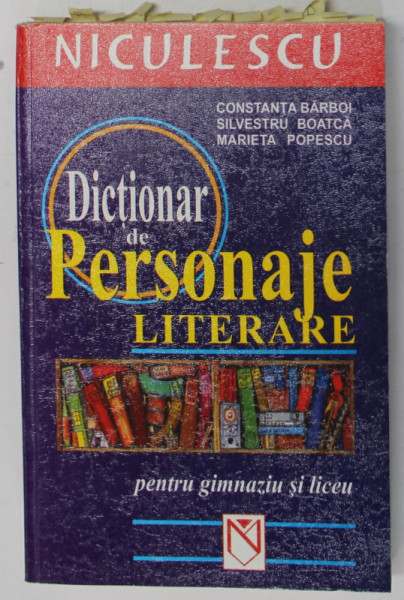 NICULESCU
CONSTANȚA BĂRBOI
SILVESTRU BOATCĂ
MARIETA POPESCU
Dicționar
de
Personaje
LITERARE
pentru gimnaziu și liceu
N